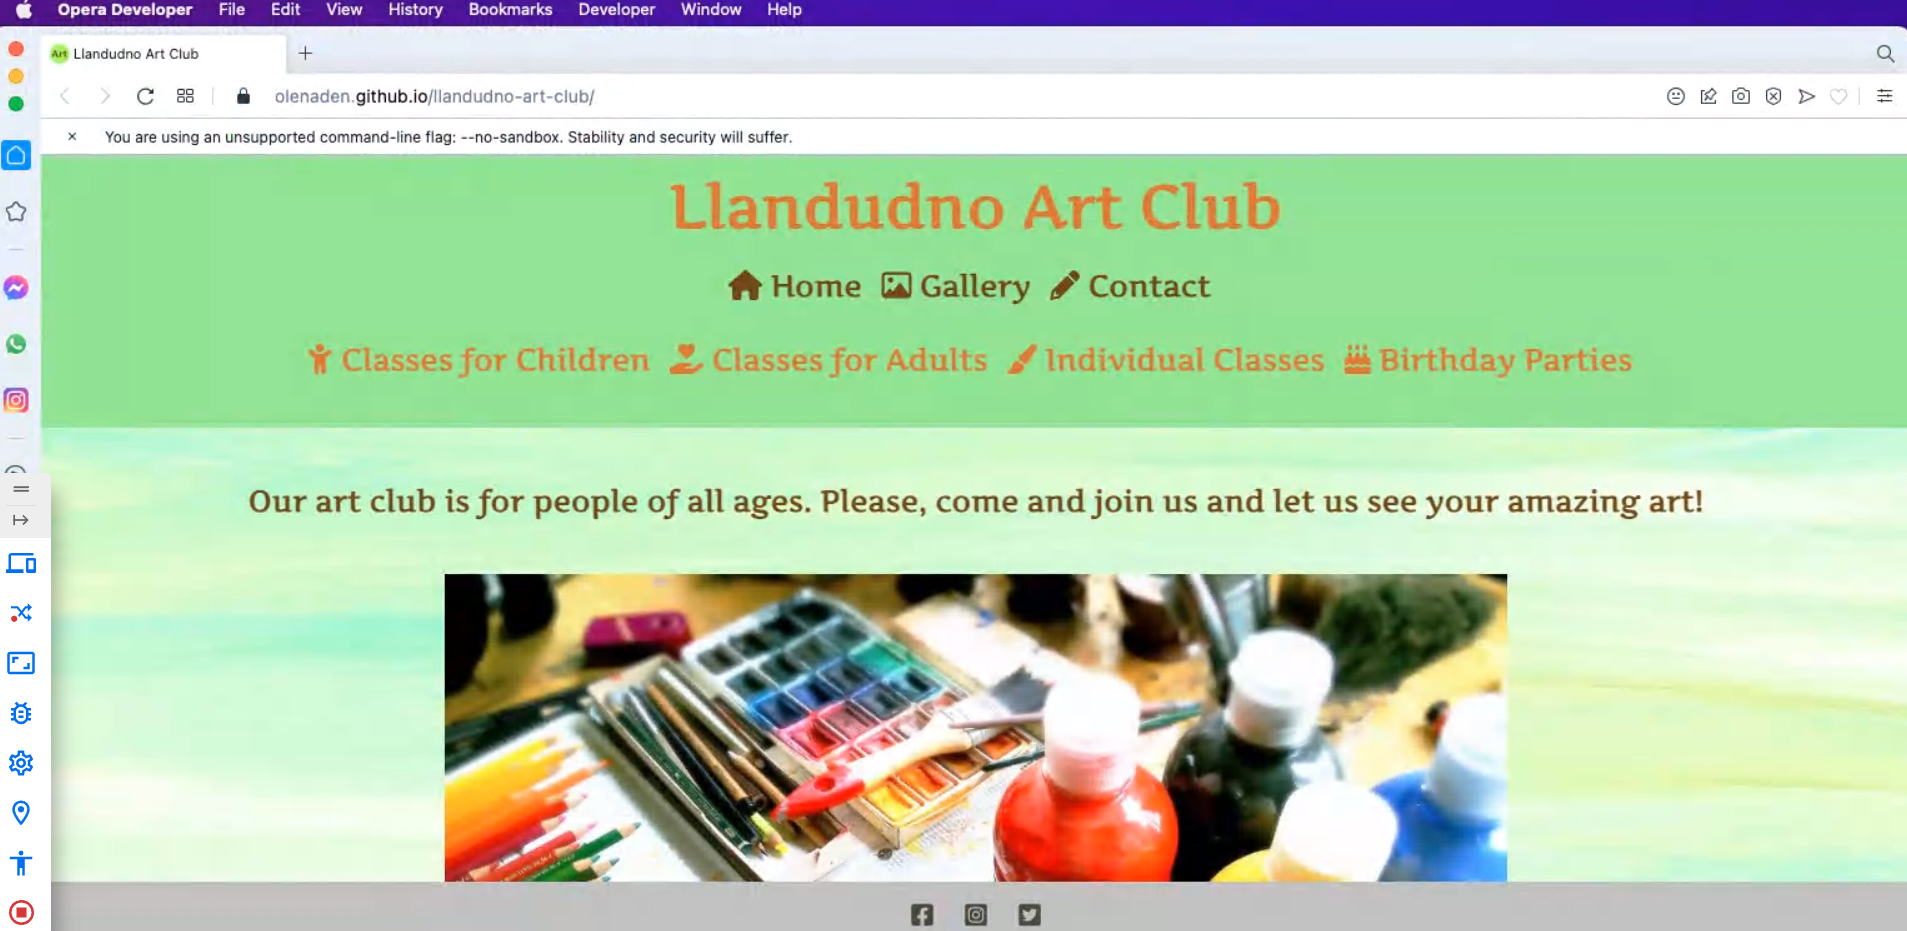 Opera Developer File Edit View History Bookmarks Developer Window Help
Art Llandudno Art Club
olenaden.github.io/llandudno-art-club/
You are using an unsupported command-line flag: --no-sandbox. Stability and security will suffer.
Llandudno Art Club
Home Gallery Contact
Classes for Children Classes for Adults Individual Classes Birthday Parties
Our art club is for people of all ages. Please, come and join us and let us see your amazing art!